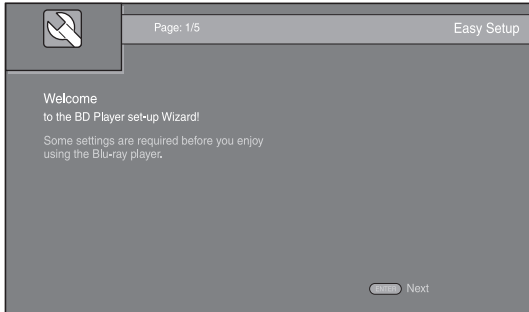 Page: 1/5
Easy Setup
Welcome
to the BD Player set-up Wizard!
Some settings are required before you enjoy
using the Blu-ray player.
ENTER Next